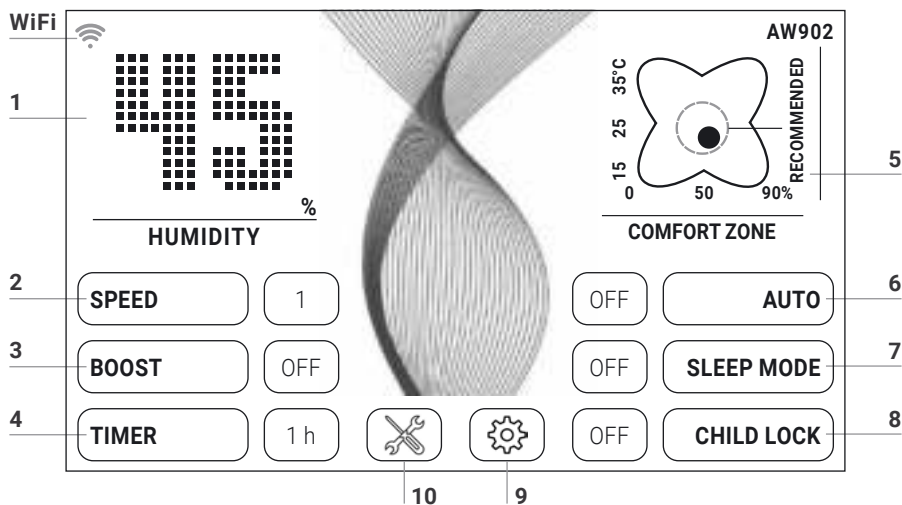 WiFi
AW902
1
45
%
HUMIDITY
35°C
25
15
0 50 90%
RECOMMENDED
5
COMFORT ZONE
2
SPEED 1
OFF AUTO
6
3
BOOST OFF
OFF SLEEP MODE
7
4
TIMER 1 h
OFF CHILD LOCK
8
10 9